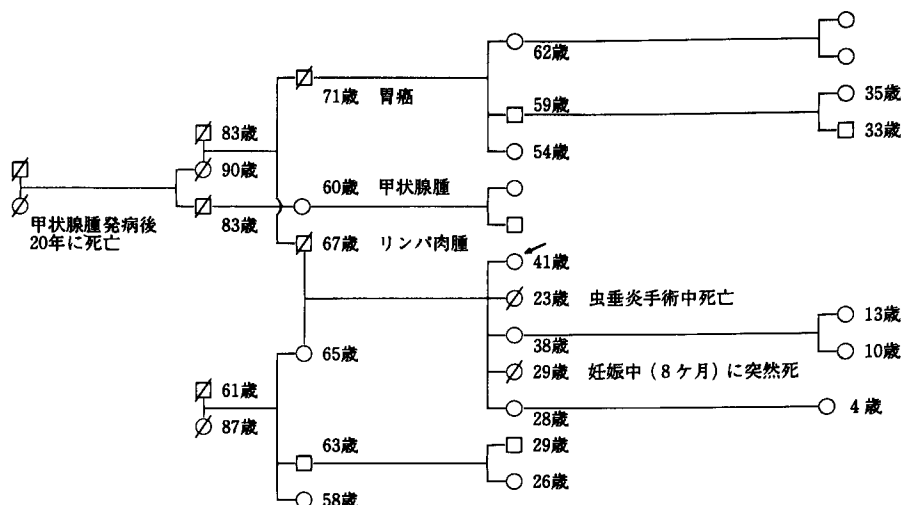 62歳
71歳 胃癌
59歳
35歳
33歳
83歳
54歳
90歳
60歳 甲状腺腫
83歳
甲状腺腫発病後
20年に死亡
67歳 リンパ肉腫
41歳
23歳 虫垂炎手術中死亡
13歳
38歳
10歳
65歳
29歳 妊娠中(8ケ月)に突然死
61歳
28歳
4歳
87歳
63歳
29歳
26歳
58歳